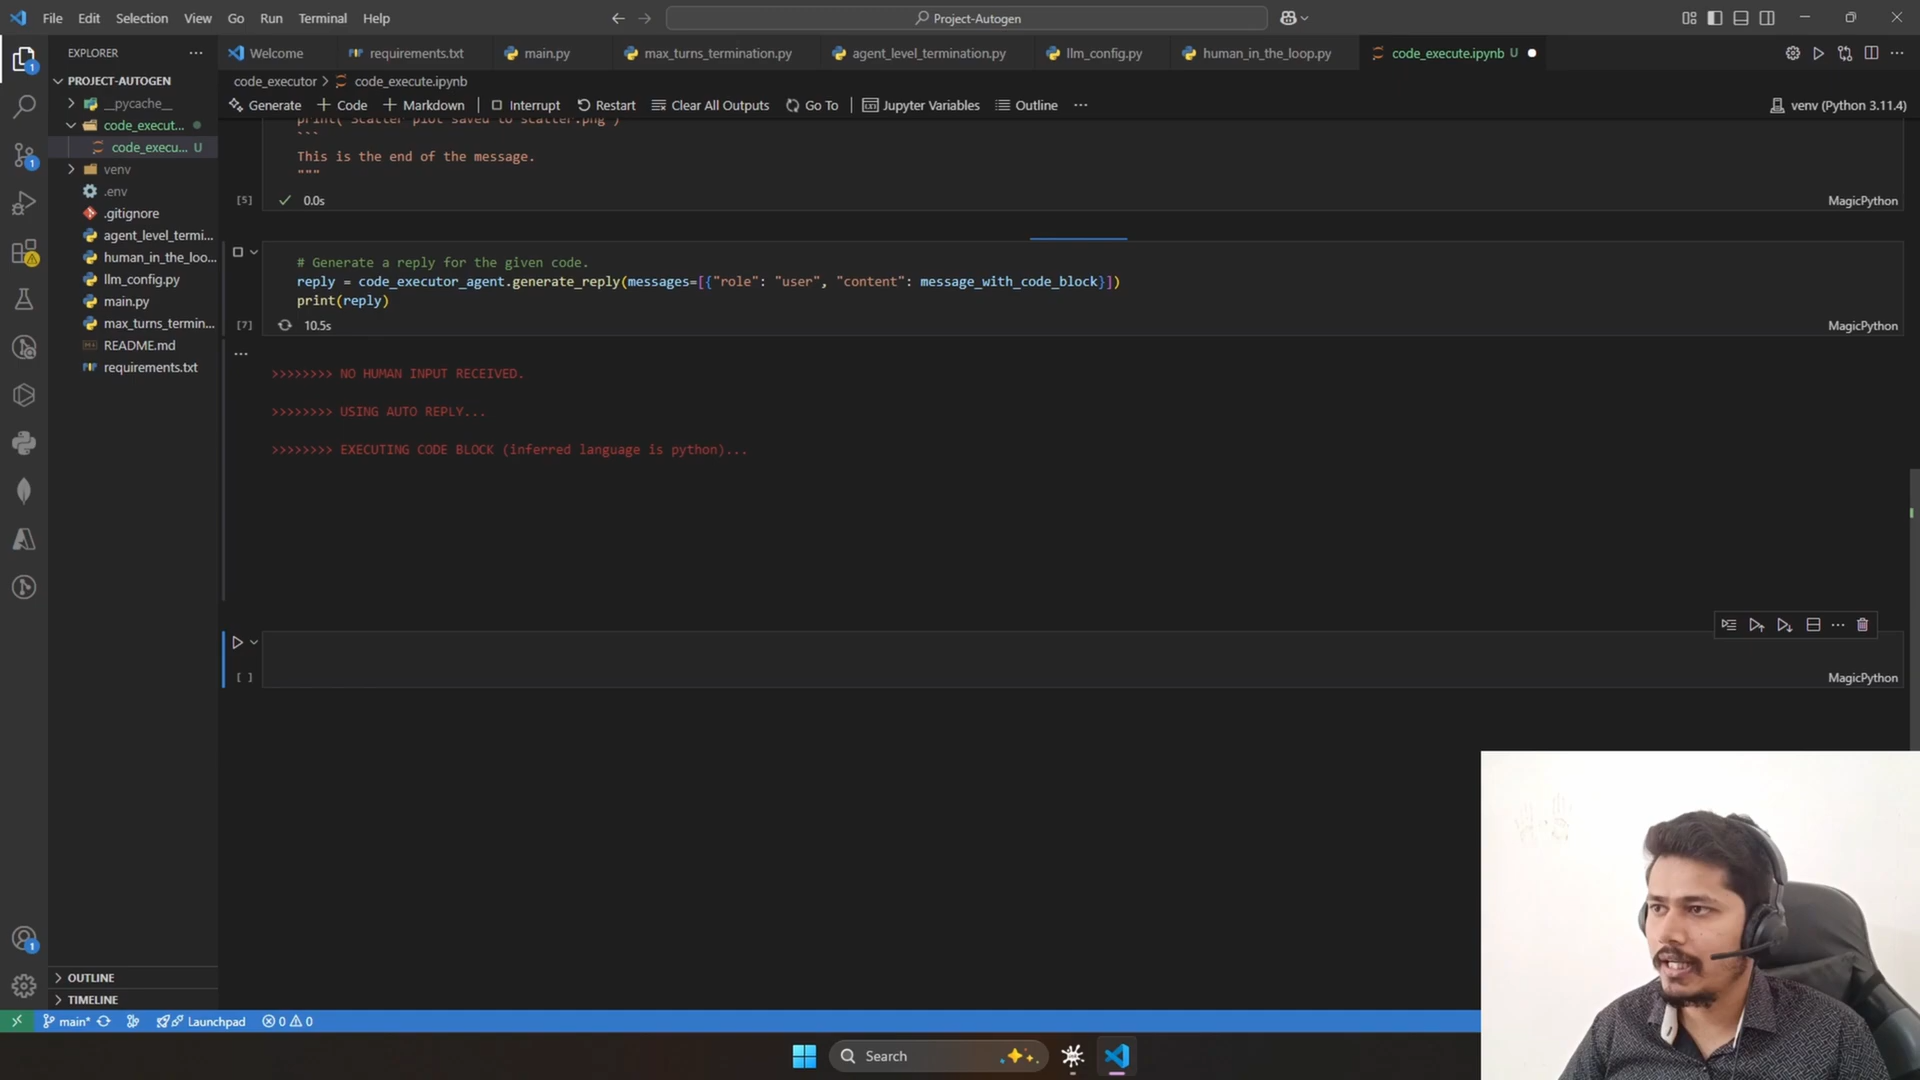 File Edit Selection View Go Run Terminal Help
Project-Autogen
EXPLORER
Welcome
requirements.txt
main.py
max_turns_termination.py
agent_level_termination.py
llm_config.py
human_in_the_loop.py
code_execute.ipynb U
PROJECT-AUTOGEN
__pycache__
code_execut...
code_execu... U
venv
.env
.gitignore
agent_level_termi...
human_in_the_loo...
llm_config.py
main.py
max_turns_termin...
README.md
requirements.txt
OUTLINE
TIMELINE
code_executor > code_execute.ipynb
Generate + Code + Markdown Interrupt Restart Clear All Outputs Go To Jupyter Variables Outline ...
venv (Python 3.11.4)
```
This is the end of the message.
"""
[5] 0.0s MagicPython
# Generate a reply for the given code.
reply = code_executor_agent.generate_reply(messages=[{"role": "user", "content": message_with_code_block}])
print(reply)
[7] 10.5s MagicPython
...
>>>>>>>> NO HUMAN INPUT RECEIVED.
>>>>>>>> USING AUTO REPLY...
>>>>>>>> EXECUTING CODE BLOCK (inferred language is python)...
[ ] MagicPython
main* Launchpad 0 0
Search